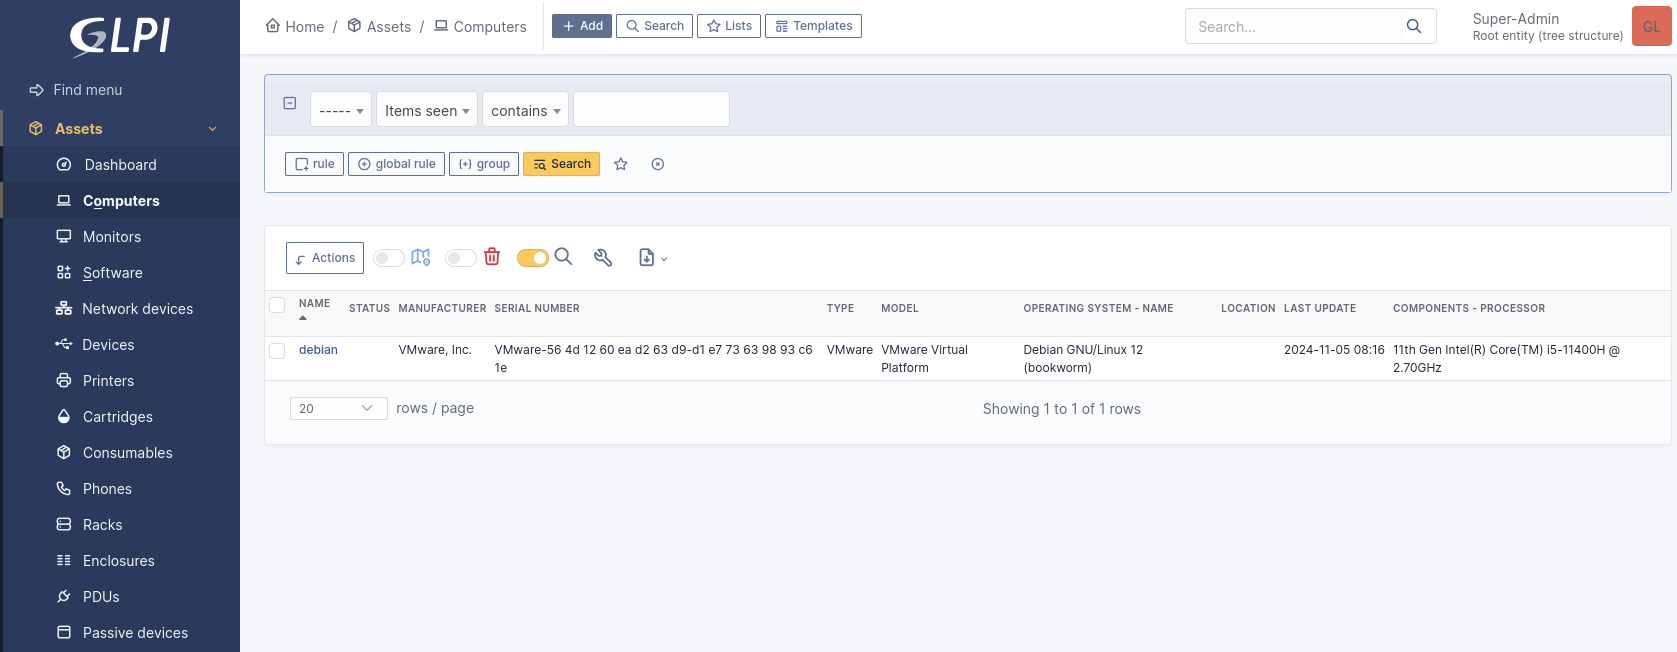 GLPI
Find menu
Assets
Dashboard
Computers
Monitors
Software
Network devices
Devices
Printers
Cartridges
Consumables
Phones
Racks
Enclosures
PDUs
Passive devices
Home / Assets / Computers
Add Search Lists Templates
Search...
Super-Admin
Root entity (tree structure)
GL
----- Items seen contains
rule global rule group Search
Actions
NAME STATUS MANUFACTURER SERIAL NUMBER TYPE MODEL OPERATING SYSTEM - NAME LOCATION LAST UPDATE COMPONENTS - PROCESSOR
debian VMware, Inc. VMware-56 4d 12 60 ea d2 63 d9-d1 e7 73 63 98 93 c6 VMware VMware Virtual Debian GNU/Linux 12 2024-11-05 08:16 11th Gen Intel(R) Core(TM) i5-11400H @
1e Platform (bookworm) 2.70GHz
20 rows / page Showing 1 to 1 of 1 rows